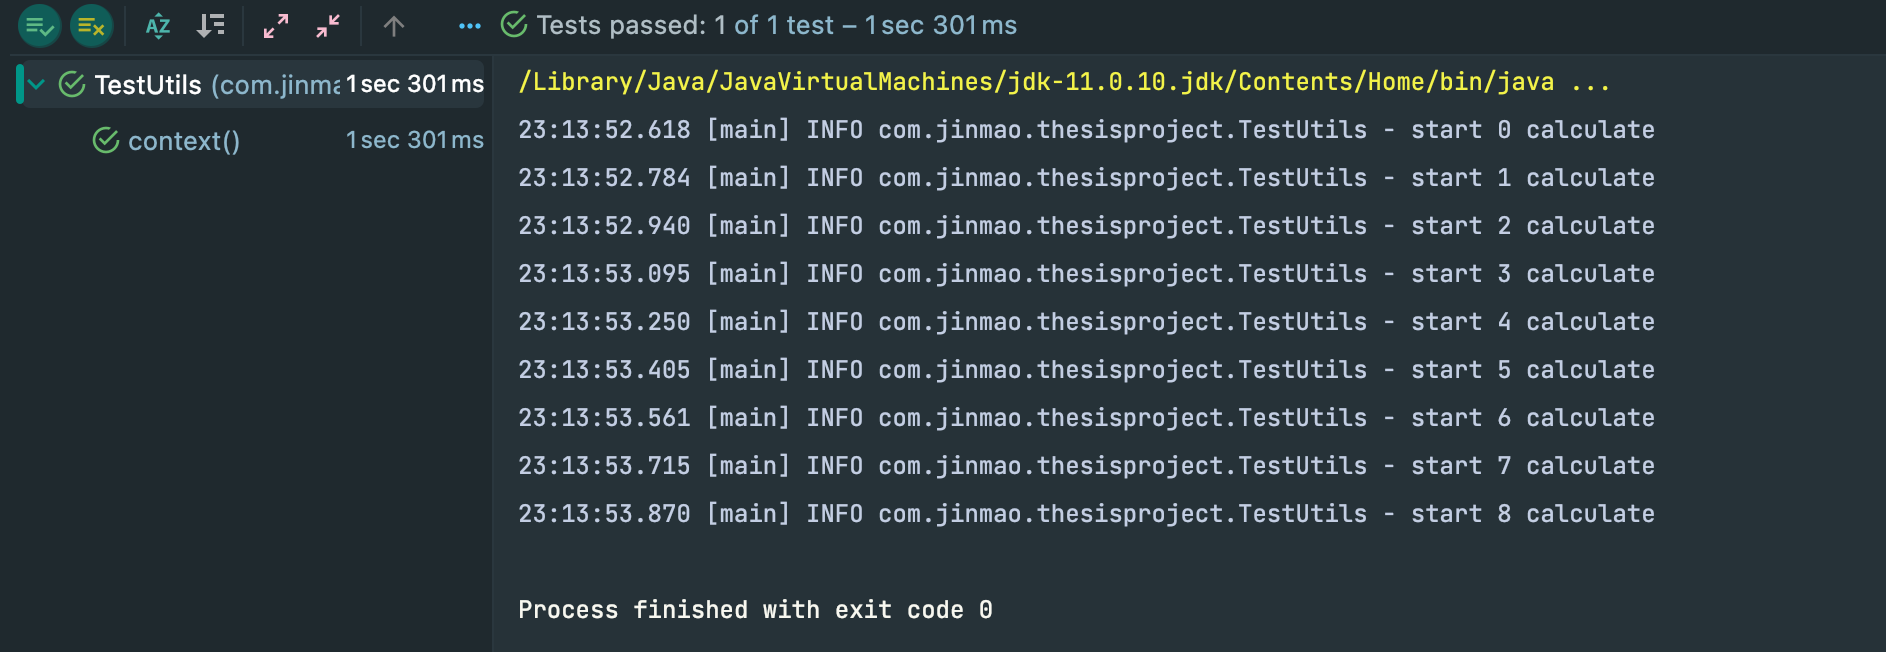 Tests passed: 1 of 1 test – 1 sec 301 ms
TestUtils (com.jinma 1 sec 301 ms
context() 1 sec 301 ms
/Library/Java/JavaVirtualMachines/jdk-11.0.10.jdk/Contents/Home/bin/java ...
23:13:52.618 [main] INFO com.jinmao.thesisproject.TestUtils - start 0 calculate
23:13:52.784 [main] INFO com.jinmao.thesisproject.TestUtils - start 1 calculate
23:13:52.940 [main] INFO com.jinmao.thesisproject.TestUtils - start 2 calculate
23:13:53.095 [main] INFO com.jinmao.thesisproject.TestUtils - start 3 calculate
23:13:53.250 [main] INFO com.jinmao.thesisproject.TestUtils - start 4 calculate
23:13:53.405 [main] INFO com.jinmao.thesisproject.TestUtils - start 5 calculate
23:13:53.561 [main] INFO com.jinmao.thesisproject.TestUtils - start 6 calculate
23:13:53.715 [main] INFO com.jinmao.thesisproject.TestUtils - start 7 calculate
23:13:53.870 [main] INFO com.jinmao.thesisproject.TestUtils - start 8 calculate
Process finished with exit code 0